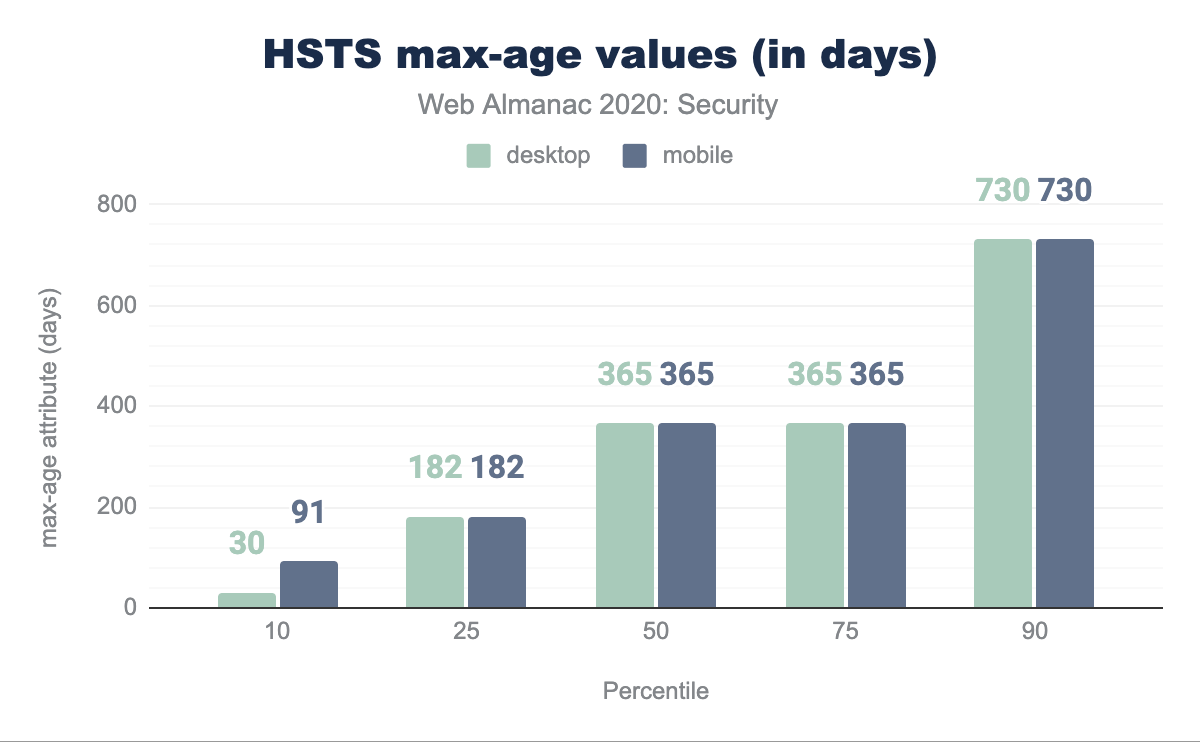 HSTS max-age values (in days)
Web Almanac 2020: Security
desktop mobile
800
600
400
200
0
max-age attribute (days)
30 91
182 182
365 365
365 365
730 730
10 25 50 75 90
Percentile